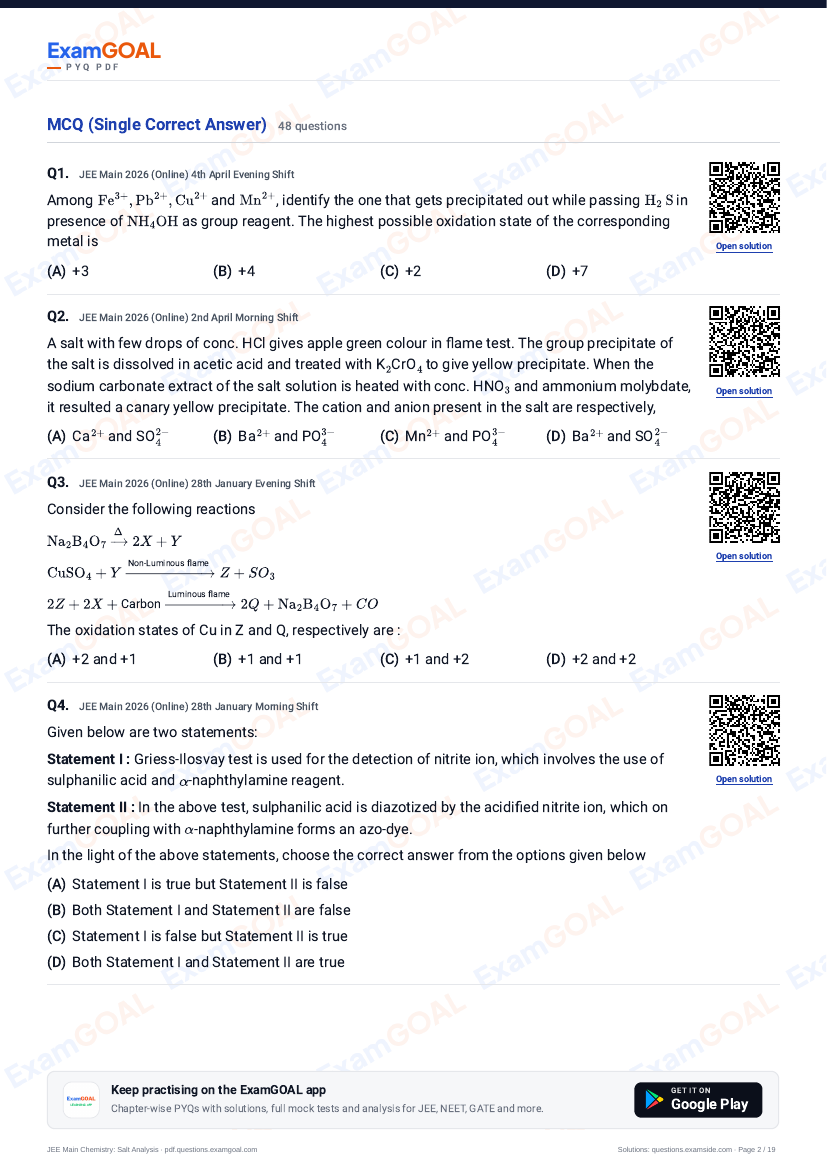 ExamGOAL
PYQ PDF
MCQ (Single Correct Answer) 48 questions
Q1. JEE Main 2026 (Online) 4th April Evening Shift
Among Fe³⁺, Pb²⁺, Cu²⁺ and Mn²⁺, identify the one that gets precipitated out while passing H₂ S in
presence of NH₄OH as group reagent. The highest possible oxidation state of the corresponding
metal is
Open solution
(A) +3 (B) +4 (C) +2 (D) +7
Q2. JEE Main 2026 (Online) 2nd April Morning Shift
A salt with few drops of conc. HCl gives apple green colour in flame test. The group precipitate of
the salt is dissolved in acetic acid and treated with K₂CrO₄ to give yellow precipitate. When the
sodium carbonate extract of the salt solution is heated with conc. HNO₃ and ammonium molybdate,
it resulted a canary yellow precipitate. The cation and anion present in the salt are respectively,
Open solution
(A) Ca²⁺ and SO₄²⁻ (B) Ba²⁺ and PO₄³⁻ (C) Mn²⁺ and PO₄³⁻ (D) Ba²⁺ and SO₄²⁻
Q3. JEE Main 2026 (Online) 28th January Evening Shift
Consider the following reactions
Na₂B₄O₇ —Δ→ 2X + Y
CuSO₄ + Y —Non-Luminous flame→ Z + SO₃
2Z + 2X + Carbon —Luminous flame→ 2Q + Na₂B₄O₇ + CO
Open solution
The oxidation states of Cu in Z and Q, respectively are :
(A) +2 and +1 (B) +1 and +1 (C) +1 and +2 (D) +2 and +2
Q4. JEE Main 2026 (Online) 28th January Morning Shift
Given below are two statements:
Statement I : Griess-Ilosvay test is used for the detection of nitrite ion, which involves the use of
sulphanilic acid and α-naphthylamine reagent.
Open solution
Statement II : In the above test, sulphanilic acid is diazotized by the acidified nitrite ion, which on
further coupling with α-naphthylamine forms an azo-dye.
In the light of the above statements, choose the correct answer from the options given below
(A) Statement I is true but Statement II is false
(B) Both Statement I and Statement II are false
(C) Statement I is false but Statement II is true
(D) Both Statement I and Statement II are true
Keep practising on the ExamGOAL app
Chapter-wise PYQs with solutions, full mock tests and analysis for JEE, NEET, GATE and more.
GET IT ON
Google Play
JEE Main Chemistry: Salt Analysis · pdf.questions.examgoal.com
Solutions: questions.examside.com · Page 2 / 19